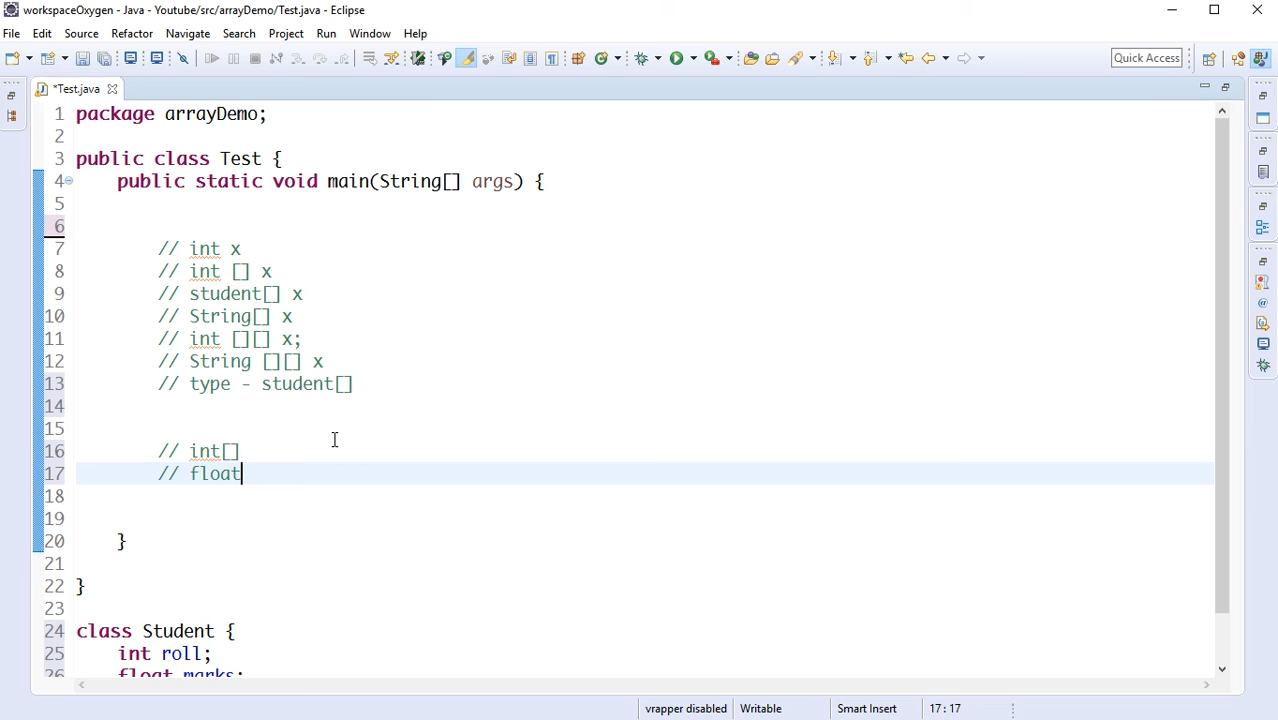 workspaceOxygen - Java - Youtube/src/arrayDemo/Test.java - Eclipse
File Edit Source Refactor Navigate Search Project Run Window Help
Quick Access
*Test.java
1 package arrayDemo;
2
3 public class Test {
4 public static void main(String[] args) {
5
6
7 // int x
8 // int [] x
9 // student[] x
10 // String[] x
11 // int [][] x;
12 // String [][] x
13 // type - student[]
14
15
16 // int[]
17 // float
18
19
20 }
21
22 }
23
24 class Student {
25 int roll;
26 float marks;
vrapper disabled Writable Smart Insert 17 : 17